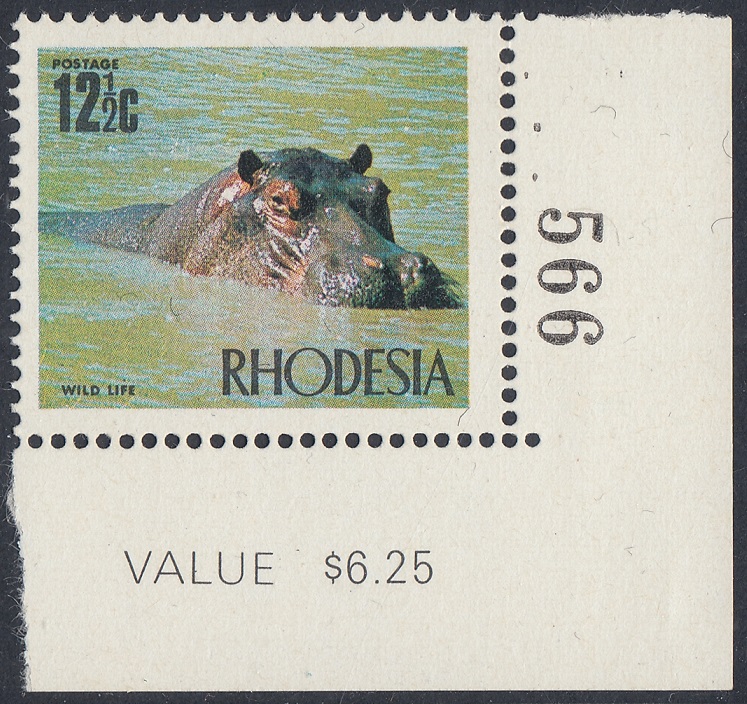 POSTAGE
12½C
WILD LIFE
RHODESIA
566
VALUE $6.25